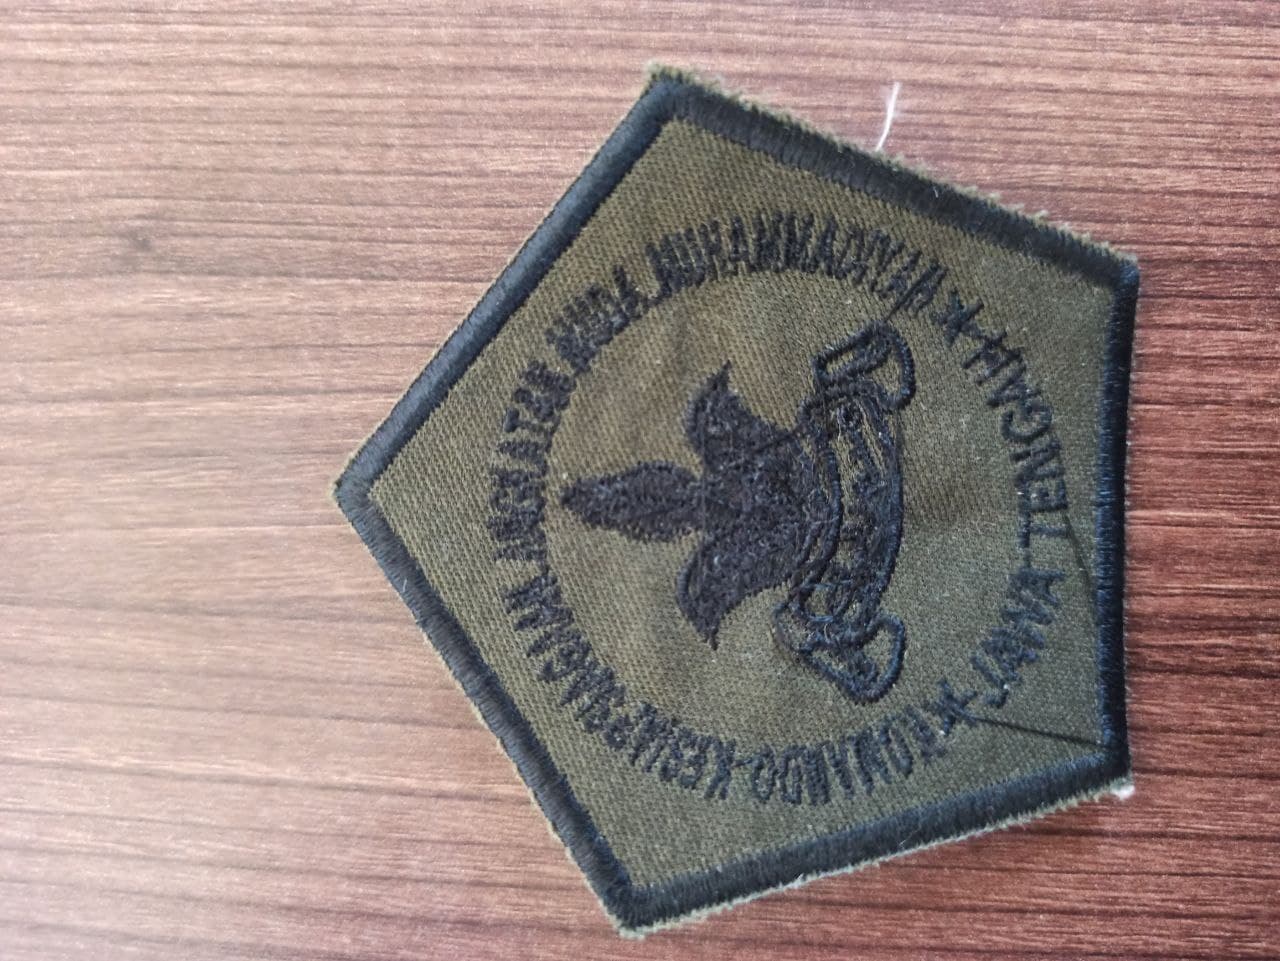 KOMANDO KESIAPSIAGAAN ANGKATAN MUDA MUHAMMADIYAH
JAWA TENGAH